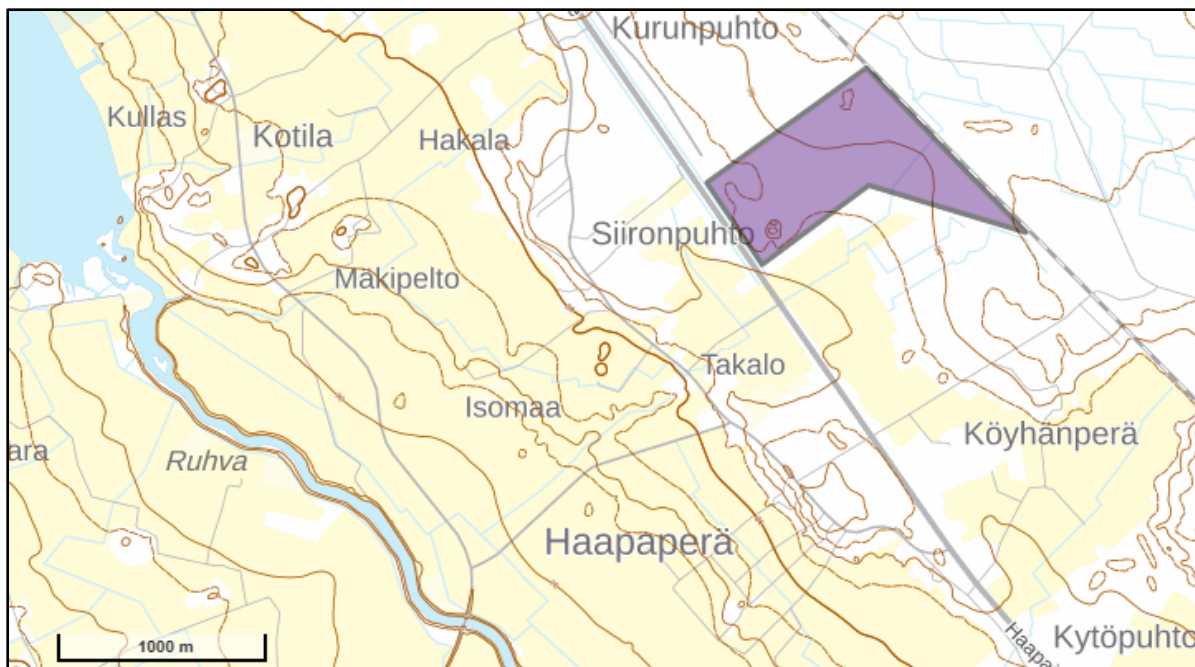 Kurunpuhto
Kullas
Kotila
Hakala
Siironpuhto
Mäkipelto
Takalo
Isomaa
Köyhänperä
ara
Ruhva
Haapaperä
1000 m
Haapa
Kytöpuhto